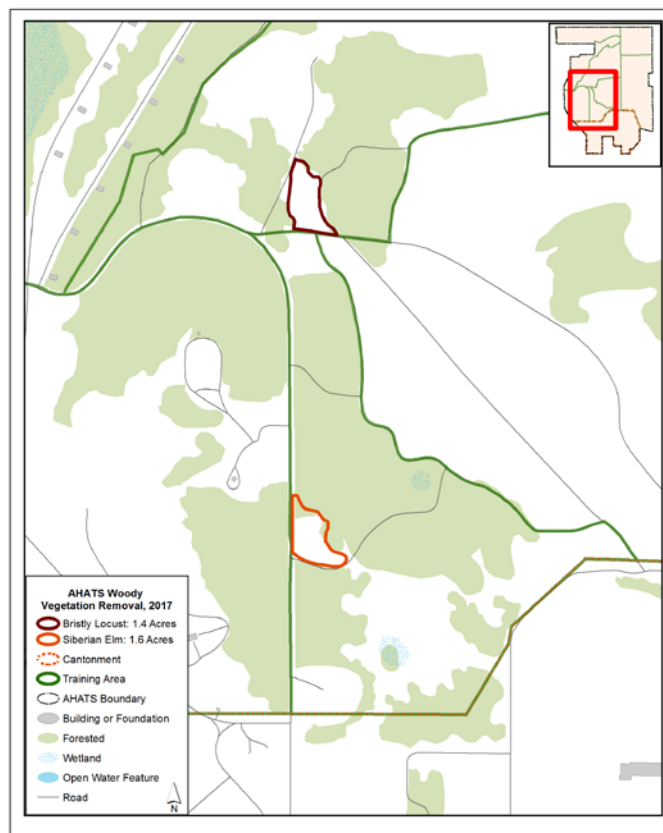 AHATS Woody
Vegetation Removal, 2017
Bristly Locust: 1.4 Acres
Siberian Elm: 1.6 Acres
Cantonment
Training Area
AHATS Boundary
Building or Foundation
Forested
Wetland
Open Water Feature
Road
N